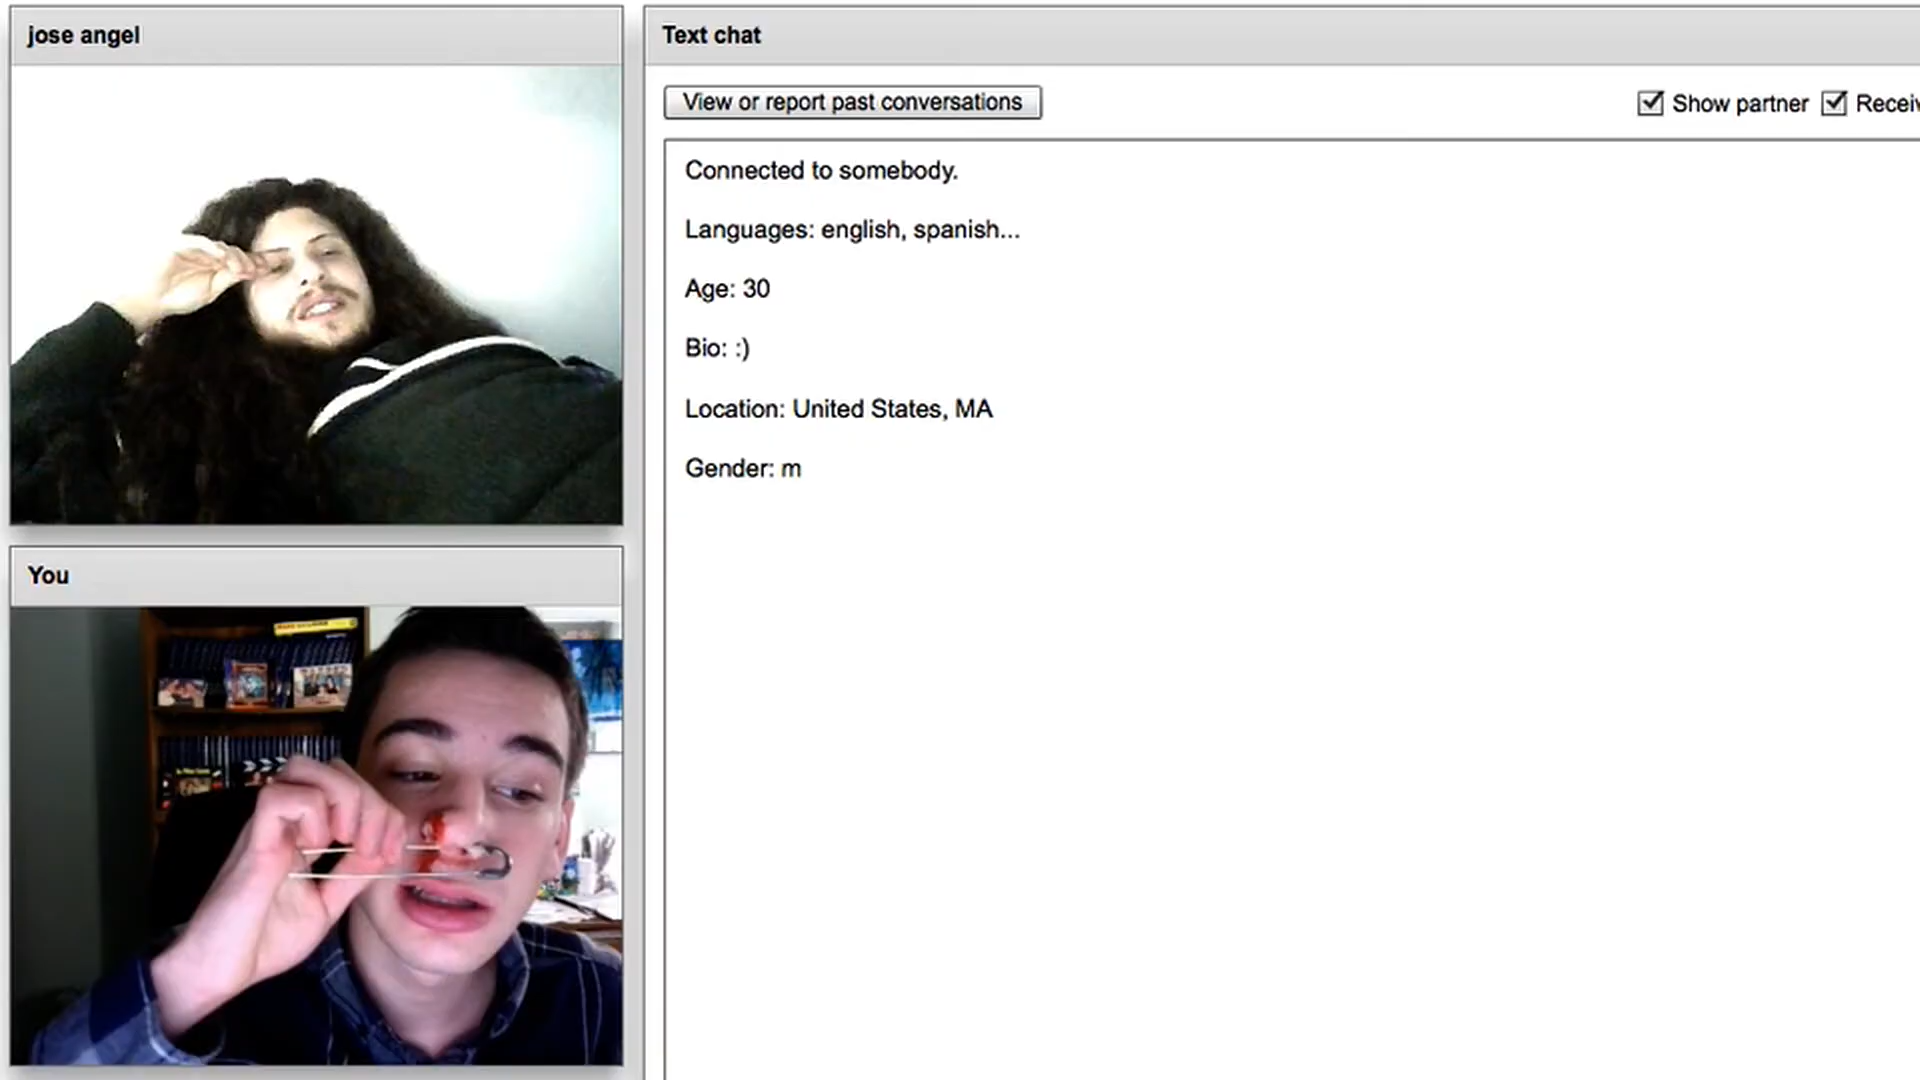 jose angel
Text chat
View or report past conversations
Show partner
Connected to somebody.
Languages: english, spanish...
Age: 30
Bio: :)
Location: United States, MA
Gender: m
You